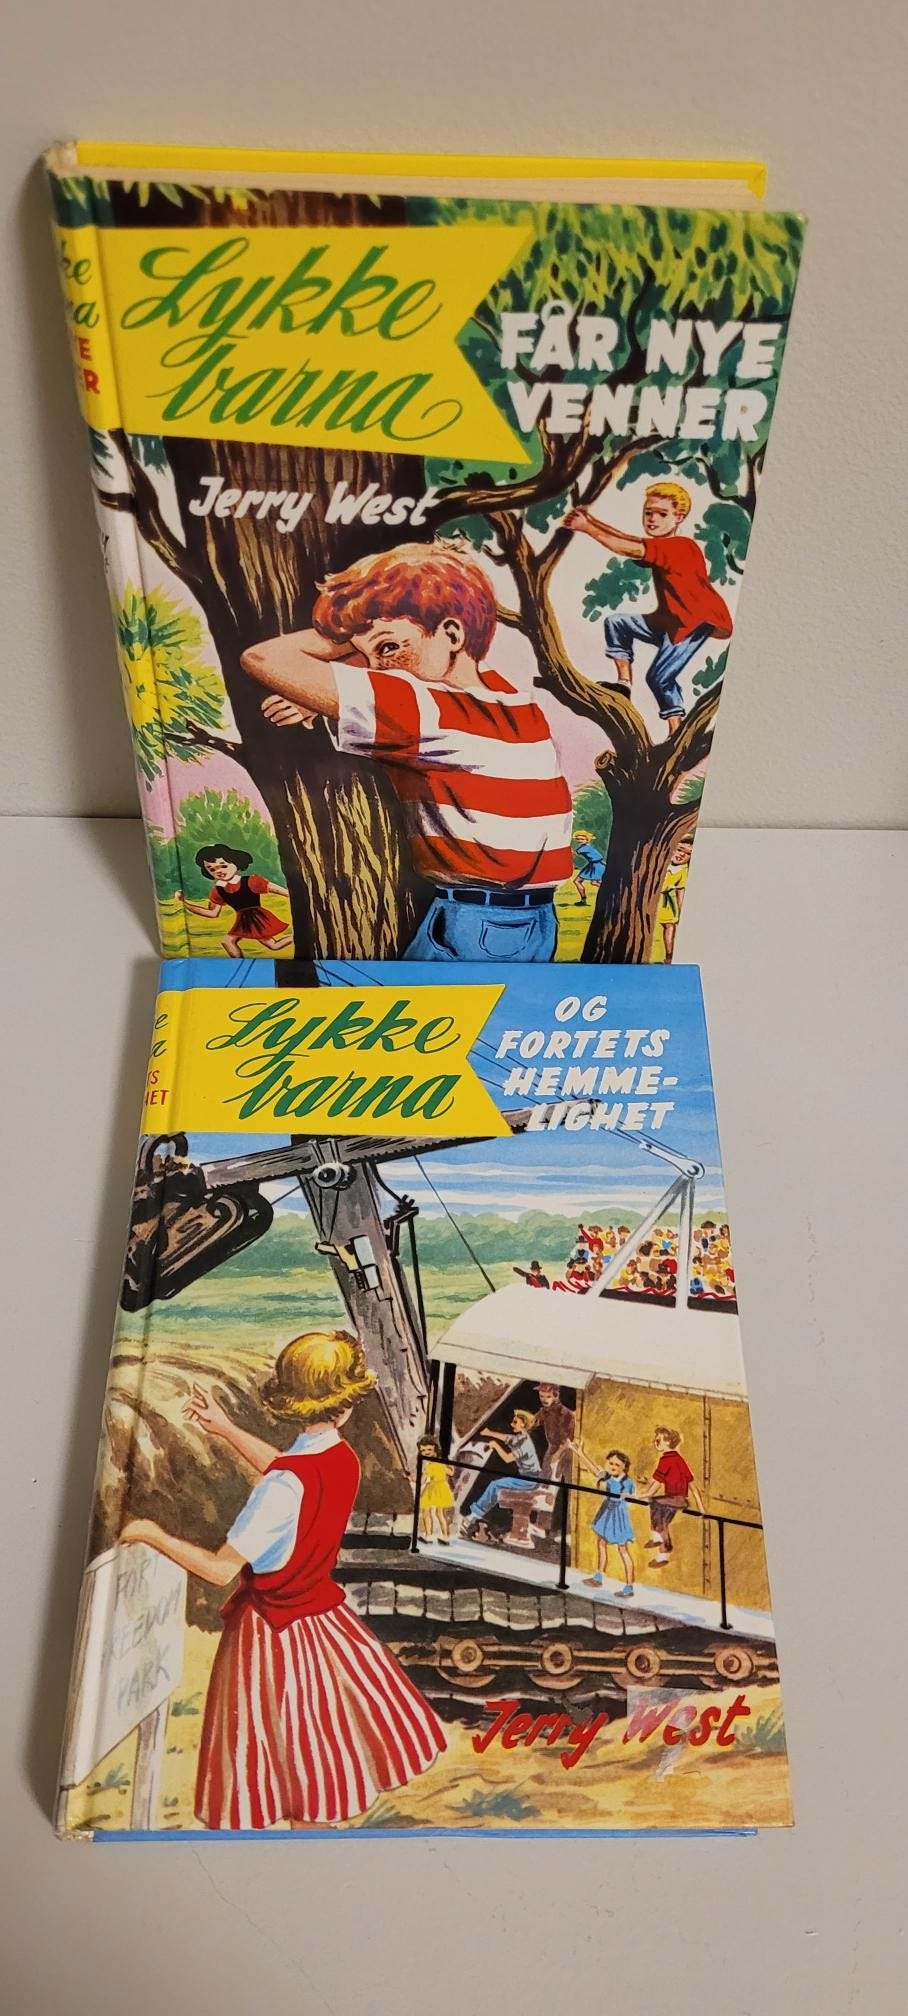 Lykke
barna
FÅR NYE
VENNER
Jerry West
Lykke
barna
OG
FORTETS
HEMME-
LIGHET
FORT
FREEDOM
PARK
Jerry West